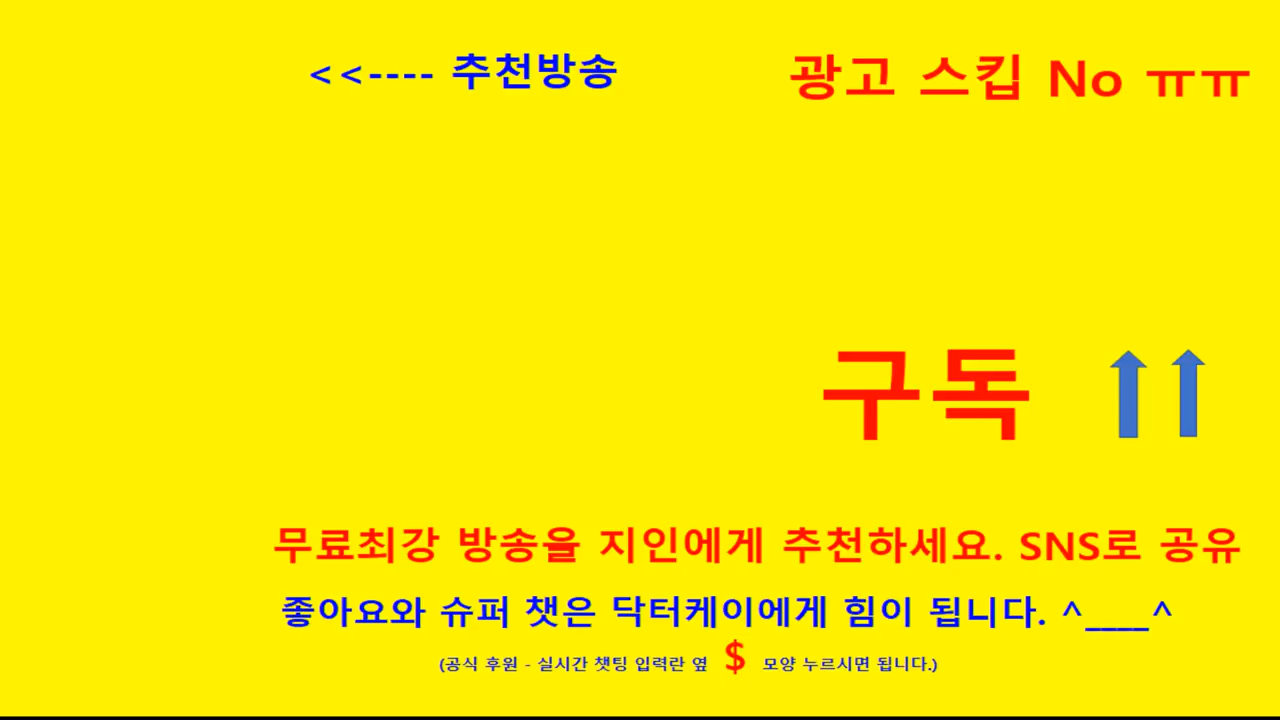 <<---- 추천방송
광고 스킵 No ㅠㅠ
구독
무료최강 방송을 지인에게 추천하세요. SNS로 공유
좋아요와 슈퍼 챗은 닥터케이에게 힘이 됩니다. ^____^
(공식 후원 - 실시간 챗팅 입력란 옆 $ 모양 누르시면 됩니다.)